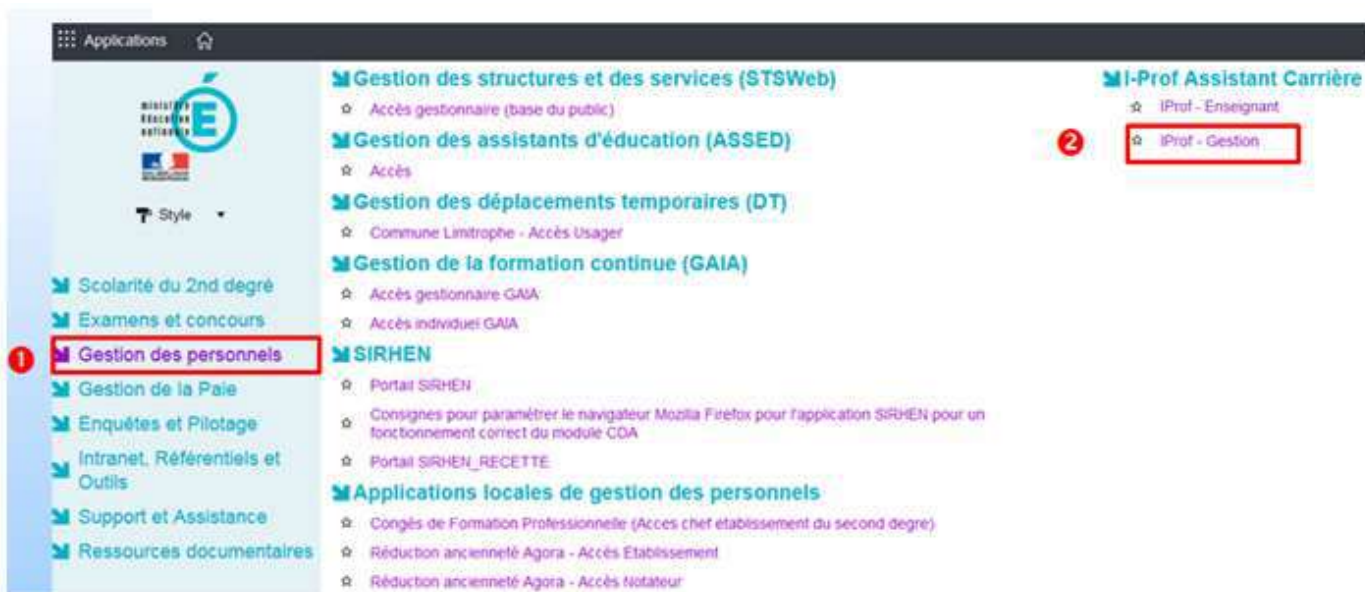 Applications
ministère
éducation
nationale
Style
Scolarité du 2nd degré
Examens et concours
1
Gestion des personnels
Gestion de la Paie
Enquêtes et Pilotage
Intranet, Référentiels et
Outils
Support et Assistance
Ressources documentaires
Gestion des structures et des services (STSWeb)
Accès gestionnaire (base du public)
Gestion des assistants d'éducation (ASSED)
Accès
Gestion des déplacements temporaires (DT)
Commune Limitrophe - Accès Usager
Gestion de la formation continue (GAIA)
Accès gestionnaire GAIA
Accès individuel GAIA
SIRHEN
Portail SIRHEN
Consignes pour paramétrer le navigateur Mozilla Firefox pour l'application SIRHEN pour un
fonctionnement correct du module CDA
Portail SIRHEN_RECETTE
Applications locales de gestion des personnels
Congés de Formation Professionnelle (Acces chef établissement du second degre)
Réduction ancienneté Agora - Accès Etablissement
Réduction ancienneté Agora - Accès Notateur
I-Prof Assistant Carrière
IProf - Enseignant
2
IProf - Gestion